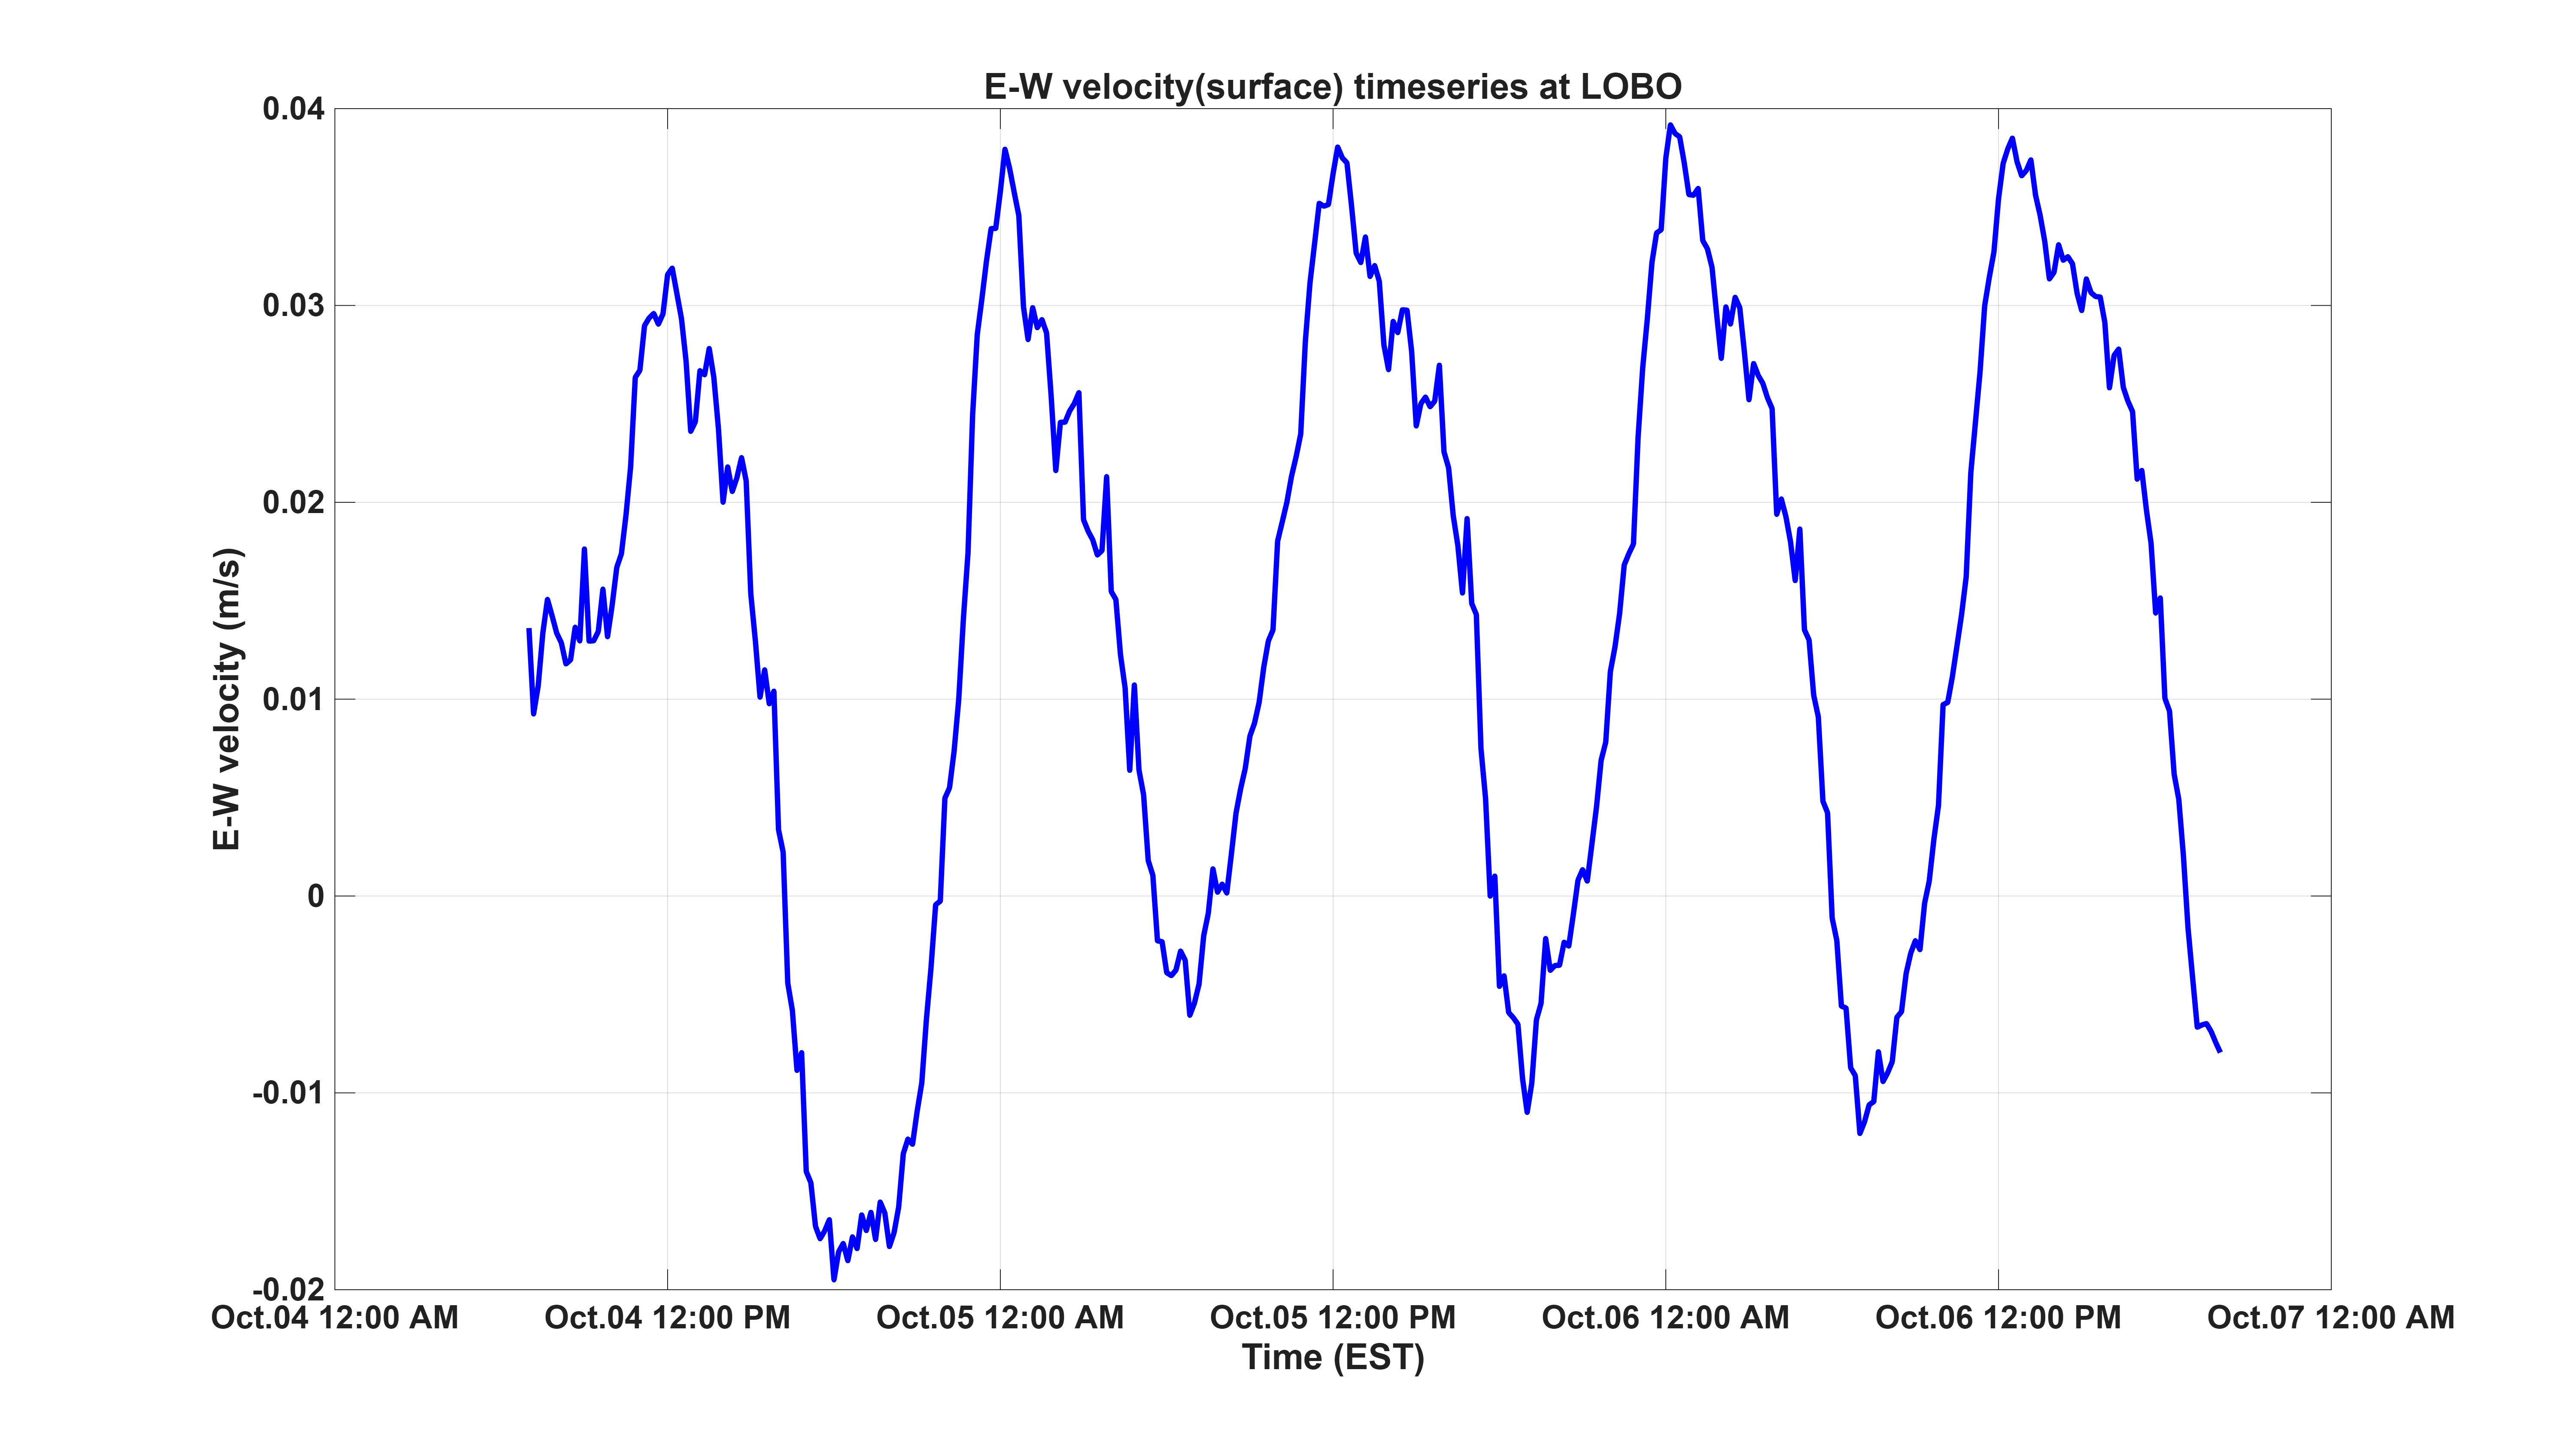 E-W velocity(surface) timeseries at LOBO
0.04
0.03
0.02
0.01
0
-0.01
-0.02
E-W velocity (m/s)
Oct.04 12:00 AM Oct.04 12:00 PM Oct.05 12:00 AM Oct.05 12:00 PM Oct.06 12:00 AM Oct.06 12:00 PM Oct.07 12:00 AM
Time (EST)